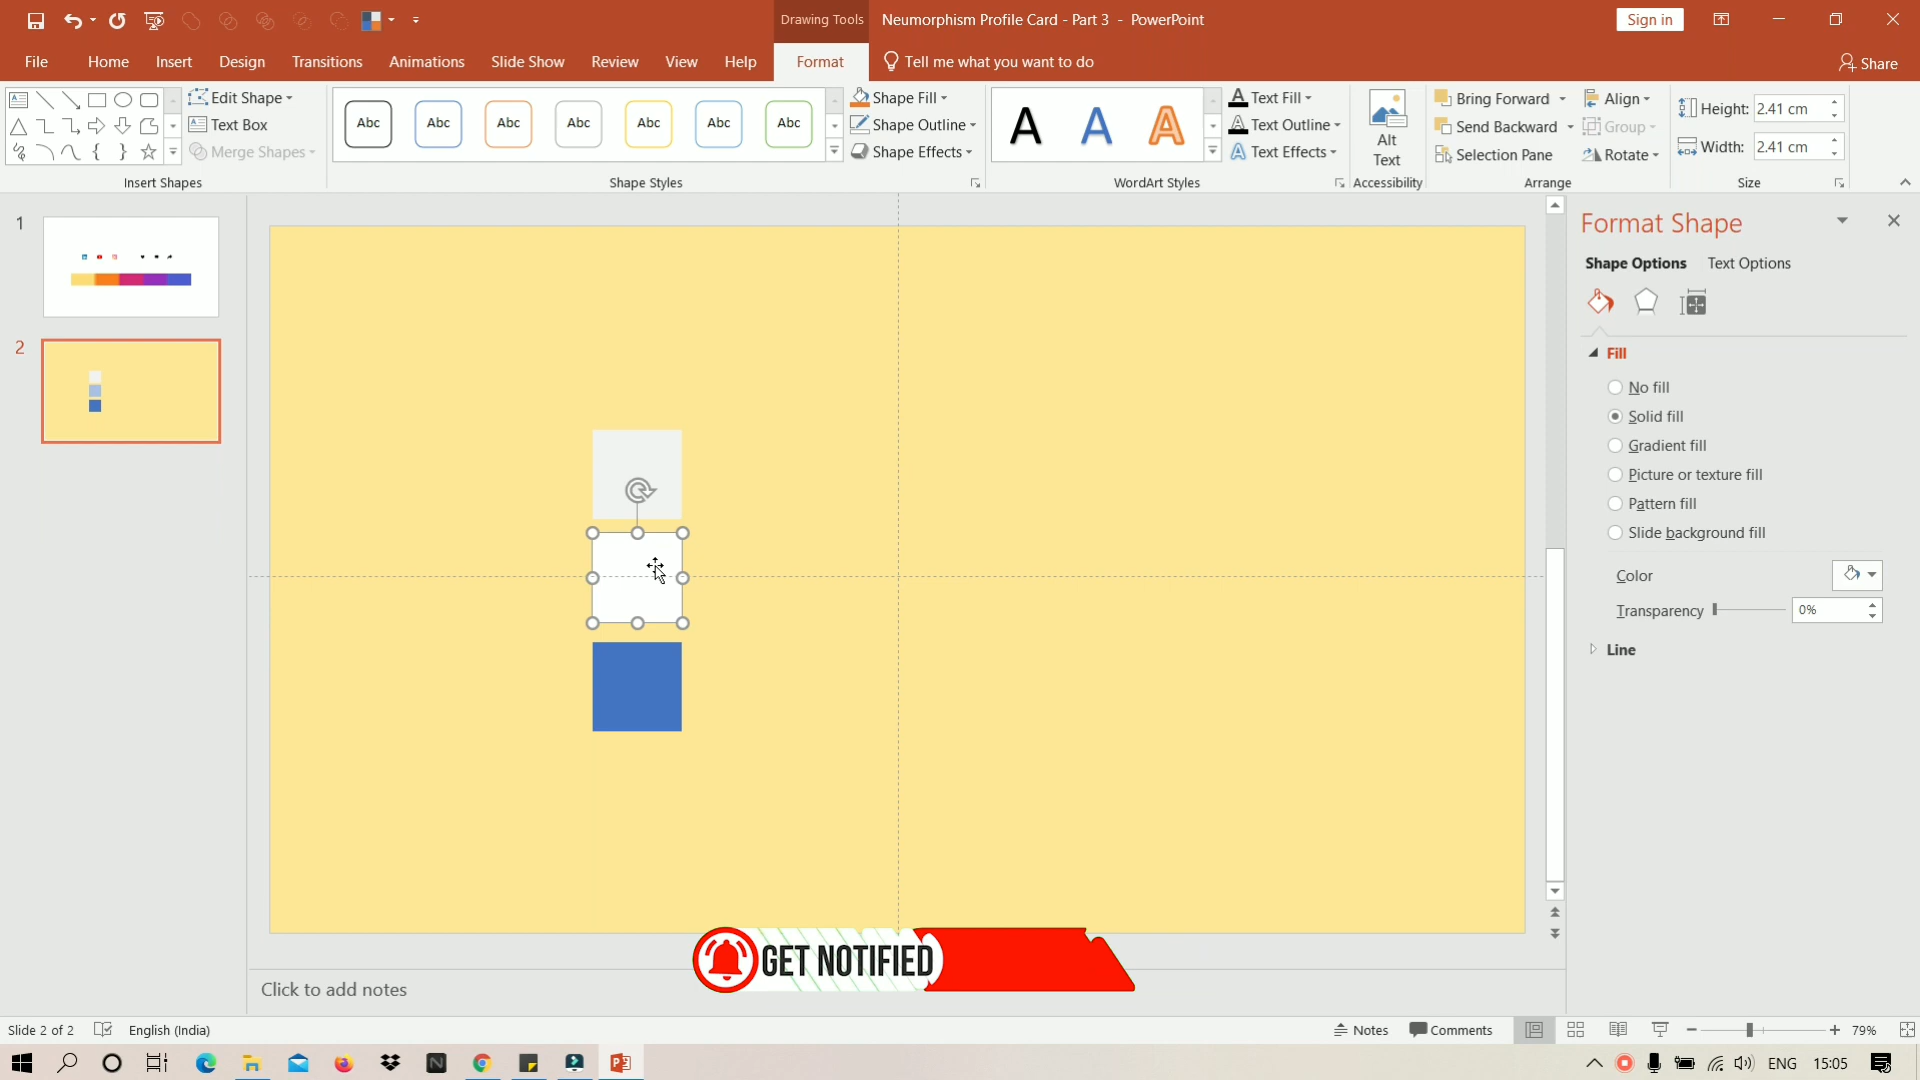 Drawing Tools
Neumorphism Profile Card - Part 3 - PowerPoint
Sign in
File
Home
Insert
Design
Transitions
Animations
Slide Show
Review
View
Help
Format
Tell me what you want to do
Share
Edit Shape
Text Box
Merge Shapes
Insert Shapes
Abc
Abc
Abc
Abc
Abc
Abc
Abc
Shape Fill
Shape Outline
Shape Effects
Shape Styles
A
A
A
Text Fill
Text Outline
Text Effects
WordArt Styles
Alt
Text
Accessibility
Bring Forward
Send Backward
Selection Pane
Align
Group
Rotate
Arrange
Height: 2.41 cm
Width: 2.41 cm
Size
1
2
Format Shape
Shape Options
Text Options
Fill
No fill
Solid fill
Gradient fill
Picture or texture fill
Pattern fill
Slide background fill
Color
Transparency
0%
Line
GET NOTIFIED
Click to add notes
Slide 2 of 2
English (India)
Notes
Comments
79%
ENG
15:05